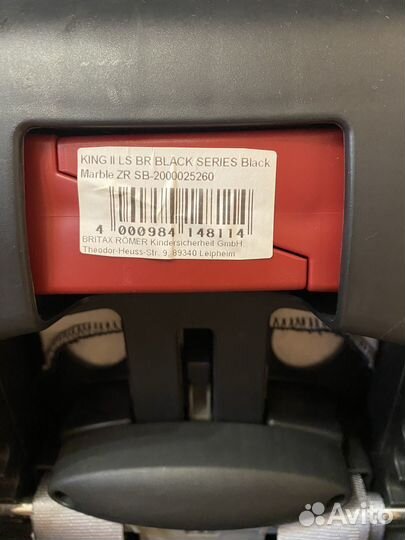 KING II LS BR BLACK SERIES Black
Marble ZR SB-2000025260
4 000984 148114
BRITAX RÖMER Kindersicherheit GmbH.
Theodor-Heuss-Str. 9, 89340 Leipheim
Avito